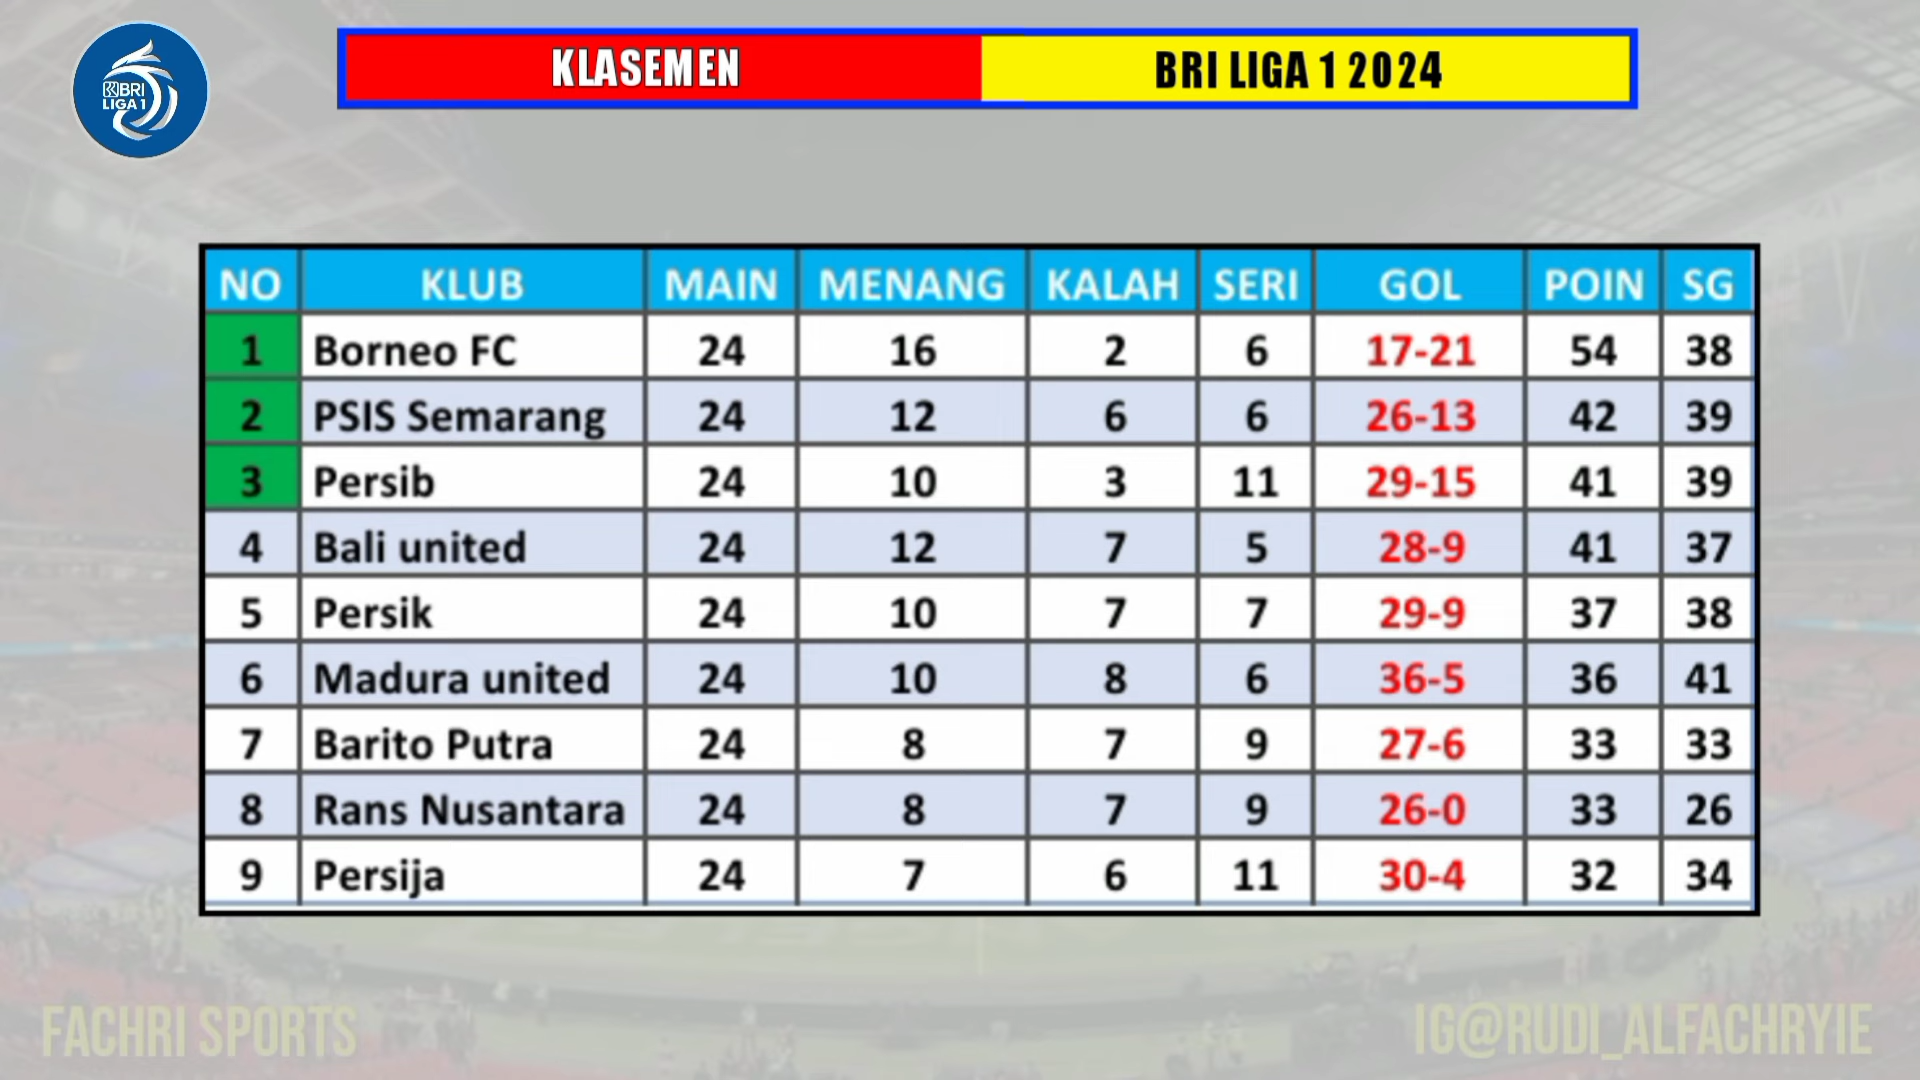 BRI
LIGA 1
KLASEMEN BRI LIGA 1 2024
NO KLUB MAIN MENANG KALAH SERI GOL POIN SG
1 Borneo FC 24 16 2 6 17-21 54 38
2 PSIS Semarang 24 12 6 6 26-13 42 39
3 Persib 24 10 3 11 29-15 41 39
4 Bali united 24 12 7 5 28-9 41 37
5 Persik 24 10 7 7 29-9 37 38
6 Madura united 24 10 8 6 36-5 36 41
7 Barito Putra 24 8 7 9 27-6 33 33
8 Rans Nusantara 24 8 7 9 26-0 33 26
9 Persija 24 7 6 11 30-4 32 34
FACHRI SPORTS IG@RUDI_ALFACHRYIE